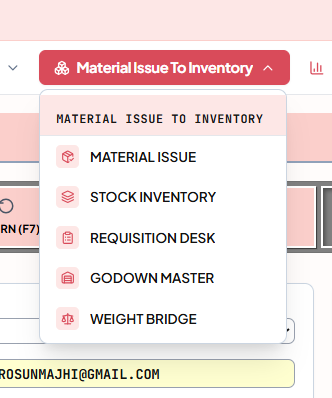 Material Issue To Inventory
MATERIAL ISSUE TO INVENTORY
MATERIAL ISSUE
STOCK INVENTORY
RN (F7)
REQUISITION DESK
GODOWN MASTER
WEIGHT BRIDGE
ROSUNMAJHI@GMAIL.COM